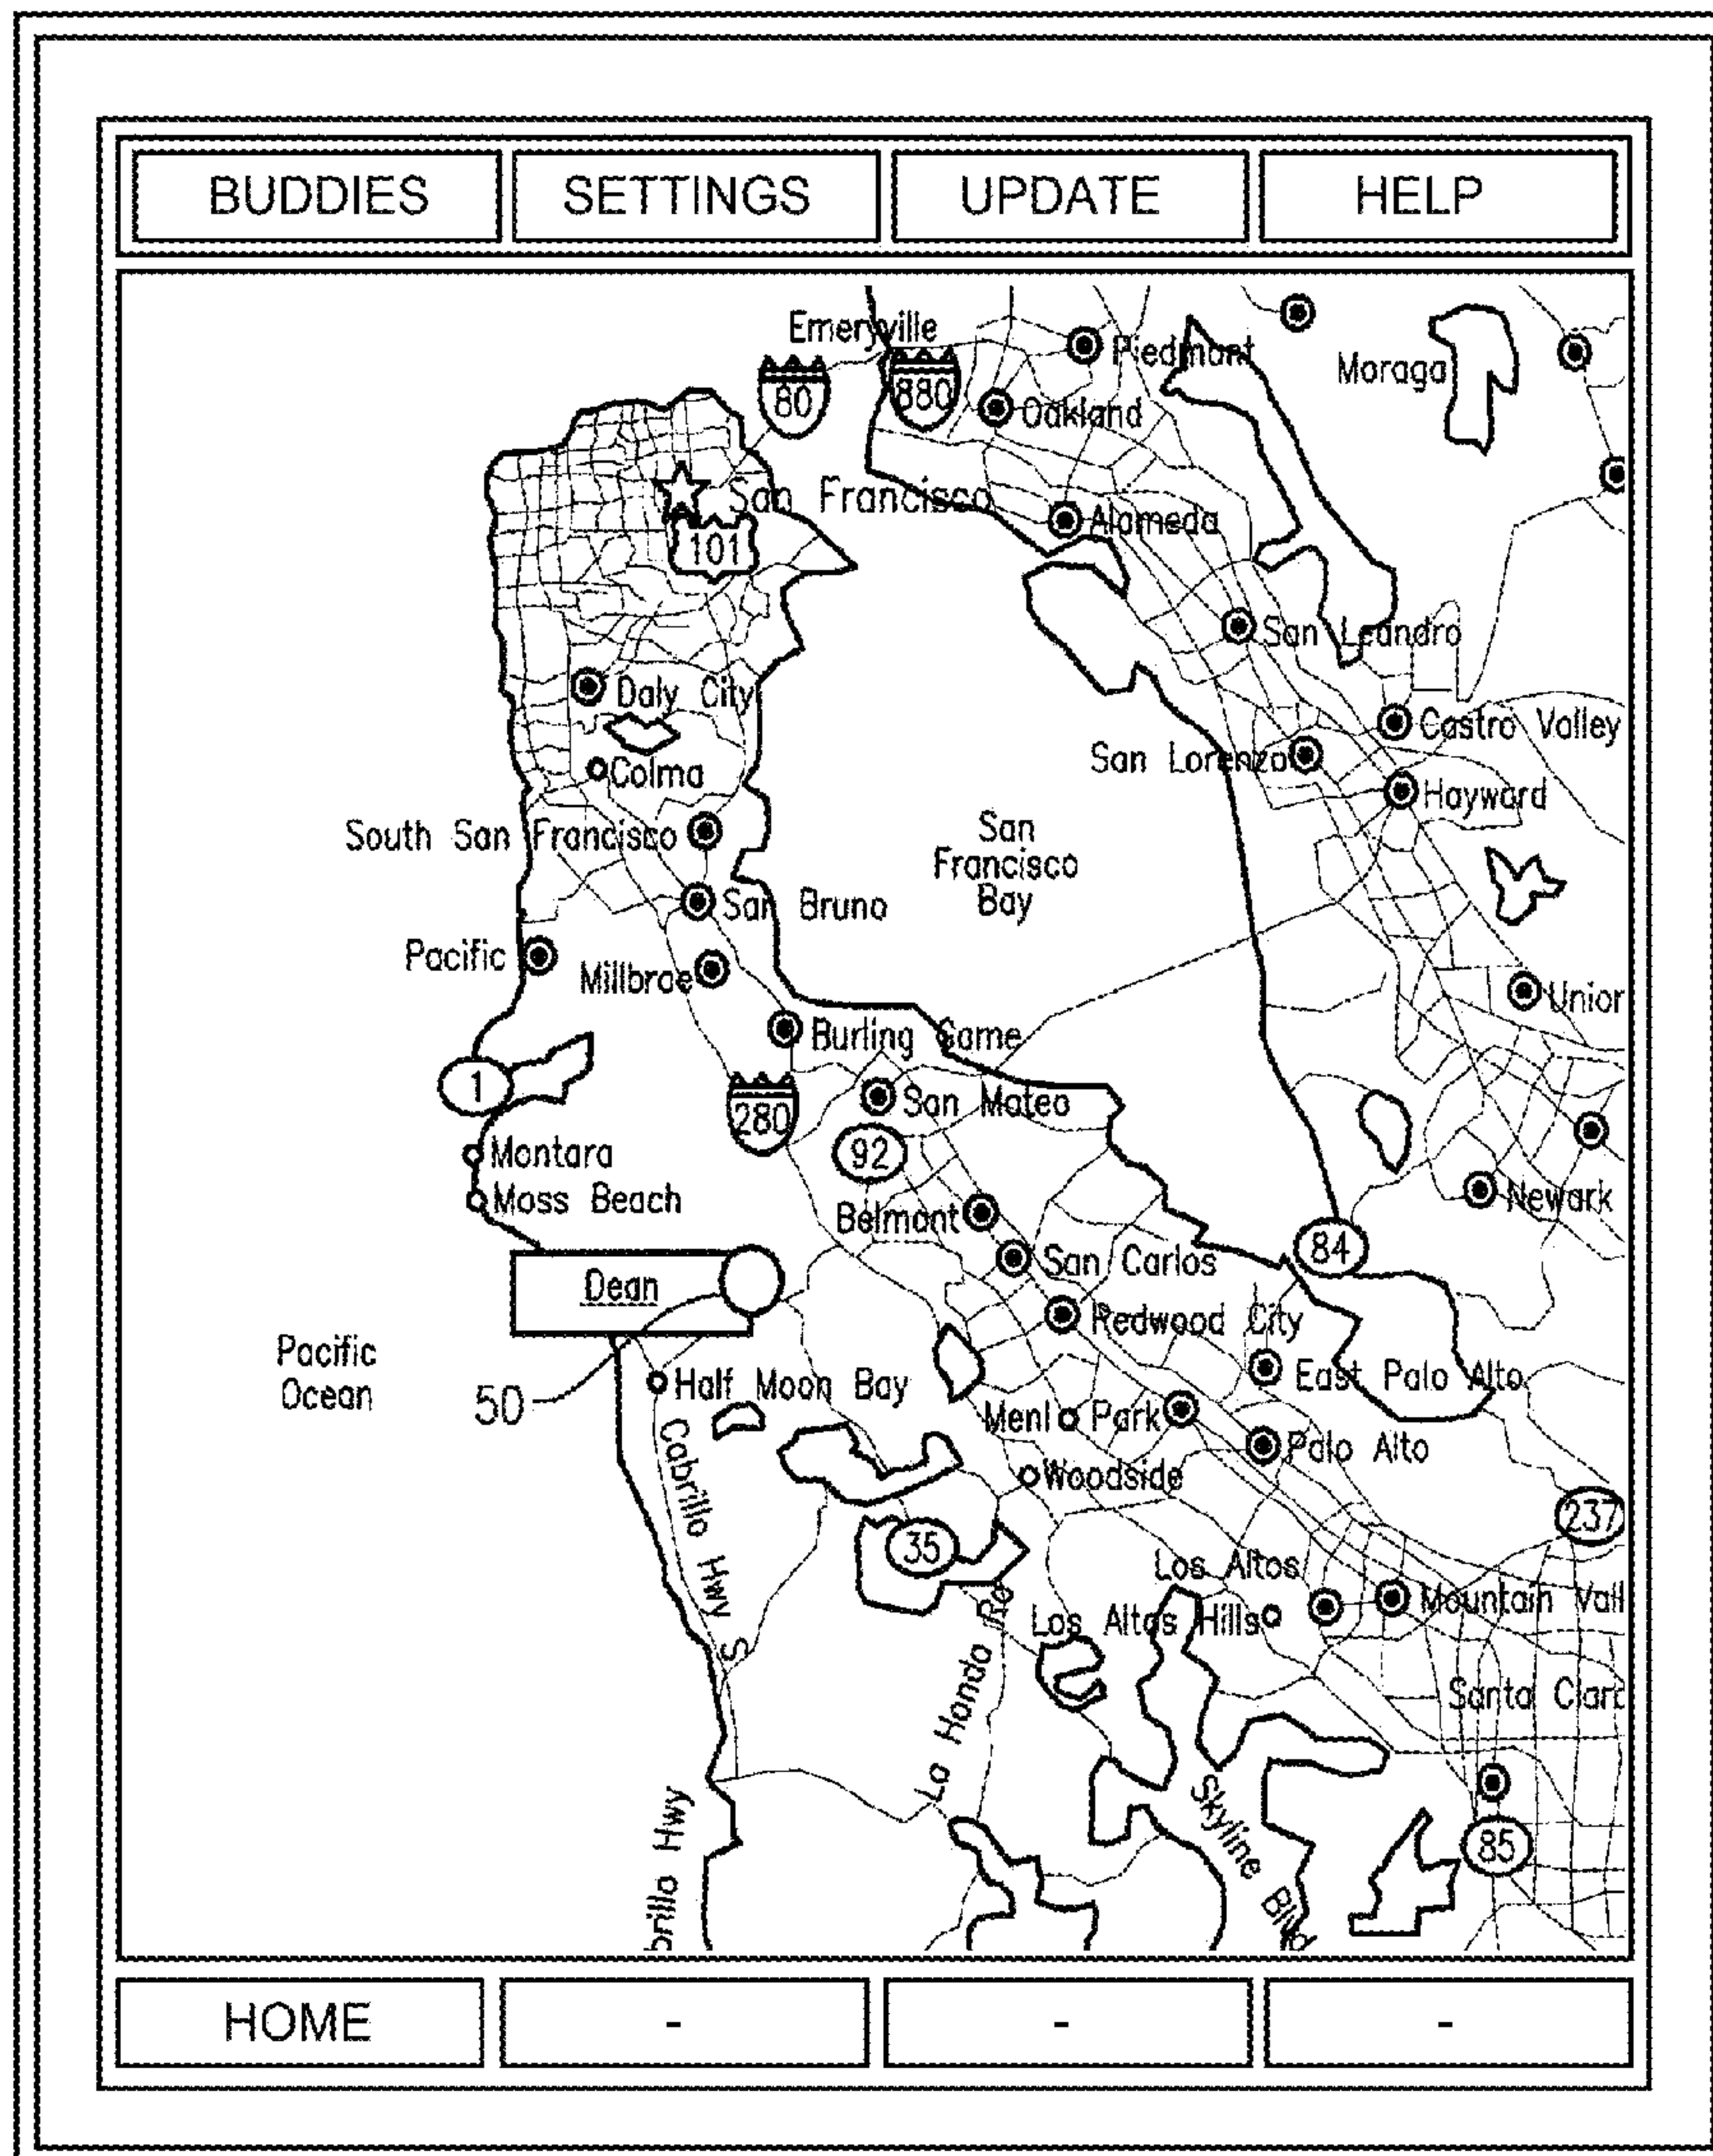 BUDDIES SETTINGS UPDATE HELP
Emeryville
Piedmont
Moraga
80
880
Oakland
San Francisco
101
Alameda
San Leandro
Daly City
Castro Valley
San Lorenzo
Colma
Hayward
South San Francisco
San
Francisco
Bay
San Bruno
Pacific
Millbrae
Union
Burling Game
1
280
San Mateo
92
Montara
Moss Beach
Newark
Belmont
84
San Carlos
Dean
Redwood City
Pacific
Ocean
East Palo Alto
50
Half Moon Bay
Menl Park
Palo Alto
Woodside
Cabrillo Hwy S
237
35
Los Altos
Mountain Vall
Los Altos Hills
La Honda Rd
Santa Clara
Skyline Blvd
brillo Hwy
85
HOME - - -